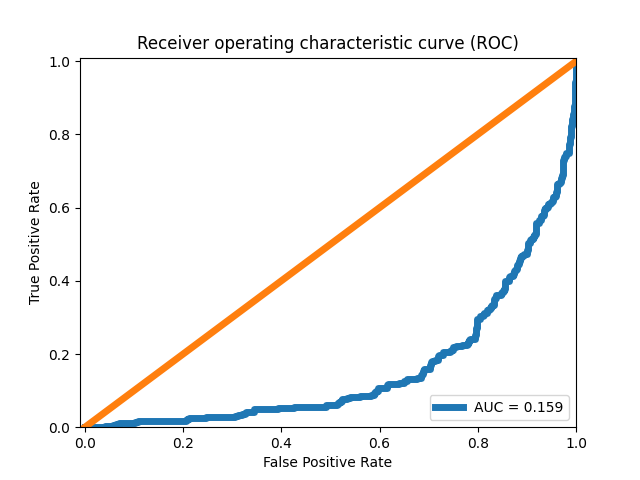 Receiver operating characteristic curve (ROC)
True Positive Rate
1.0
0.8
0.6
0.4
0.2
0.0
0.0 0.2 0.4 0.6 0.8 1.0
False Positive Rate
AUC = 0.159